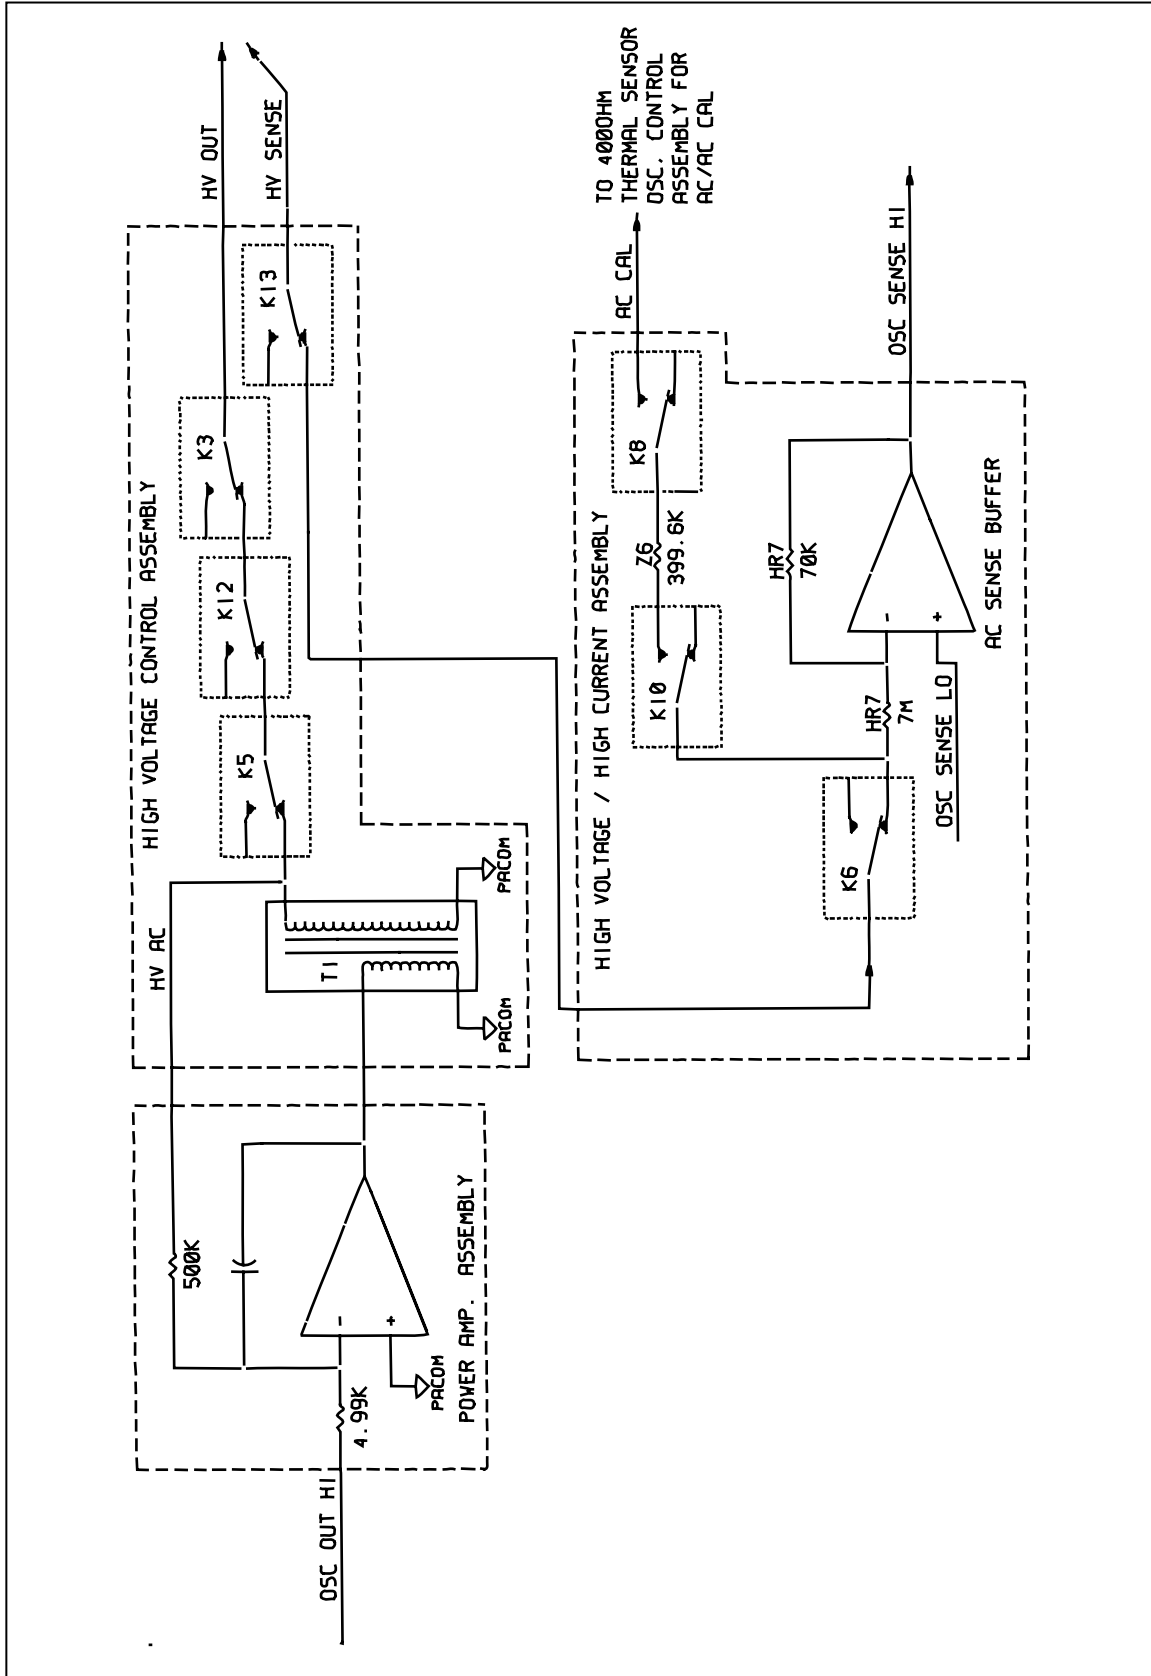 HV OUT
HV SENSE
HIGH VOLTAGE CONTROL ASSEMBLY
K13
K3
K12
K5
HV AC
T1
PACOM
PACOM
500K
4.99K
-
+
PACOM
POWER AMP. ASSEMBLY
OSC OUT HI
TO 400OHM
THERMAL SENSOR
OSC. CONTROL
ASSEMBLY FOR
AC/AC CAL
AC CAL
HIGH VOLTAGE / HIGH CURRENT ASSEMBLY
K8
Z6
399.6K
K10
OSC SENSE HI
HR7
70K
-
+
AC SENSE BUFFER
HR7
7M
OSC SENSE LO
K6